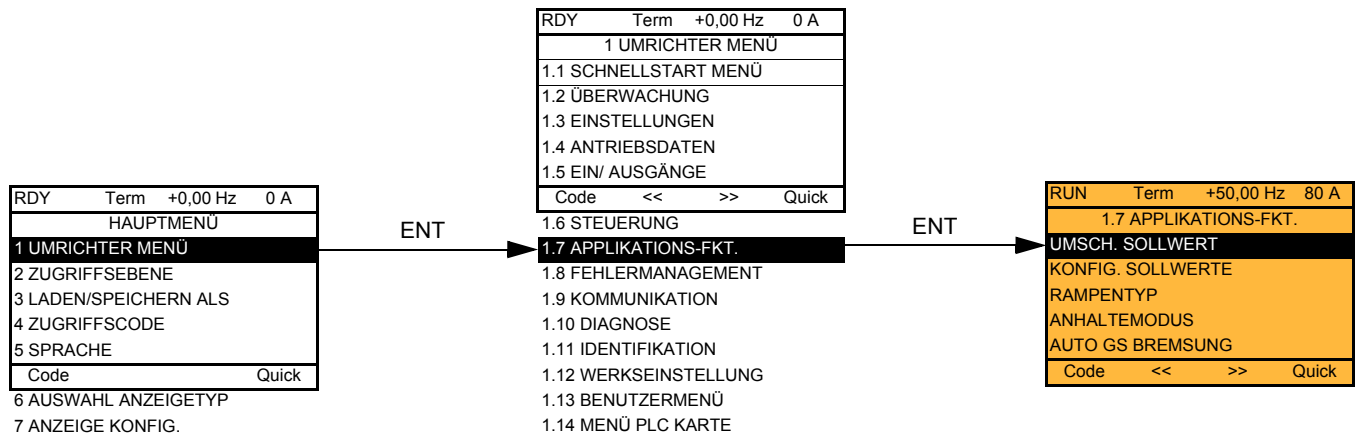 RDY Term +0,00 Hz 0 A
HAUPTMENÜ
1 UMRICHTER MENÜ
2 ZUGRIFFSEBENE
3 LADEN/SPEICHERN ALS
4 ZUGRIFFSCODE
5 SPRACHE
Code Quick
6 AUSWAHL ANZEIGETYP
7 ANZEIGE KONFIG.
ENT
RDY Term +0,00 Hz 0 A
1 UMRICHTER MENÜ
1.1 SCHNELLSTART MENÜ
1.2 ÜBERWACHUNG
1.3 EINSTELLUNGEN
1.4 ANTRIEBSDATEN
1.5 EIN/ AUSGÄNGE
Code << >> Quick
1.6 STEUERUNG
1.7 APPLIKATIONS-FKT.
1.8 FEHLERMANAGEMENT
1.9 KOMMUNIKATION
1.10 DIAGNOSE
1.11 IDENTIFIKATION
1.12 WERKSEINSTELLUNG
1.13 BENUTZERMENÜ
1.14 MENÜ PLC KARTE
ENT
RUN Term +50,00 Hz 80 A
1.7 APPLIKATIONS-FKT.
UMSCH. SOLLWERT
KONFIG. SOLLWERTE
RAMPENTYP
ANHALTEMODUS
AUTO GS BREMSUNG
Code << >> Quick